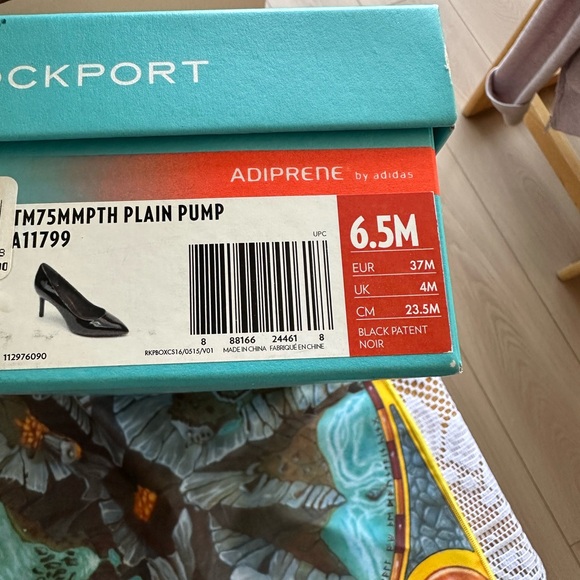 OCKPORT
ADIPRENE by adidas
TM75MMPTH PLAIN PUMP
A11799
UPC
6.5M
EUR 37M
UK 4M
CM 23.5M
BLACK PATENT
NOIR
8 88166 24461 8
112976090
RKPBOXCS16/0515/V01
MADE IN CHINA FABRIQUÉ EN CHINE